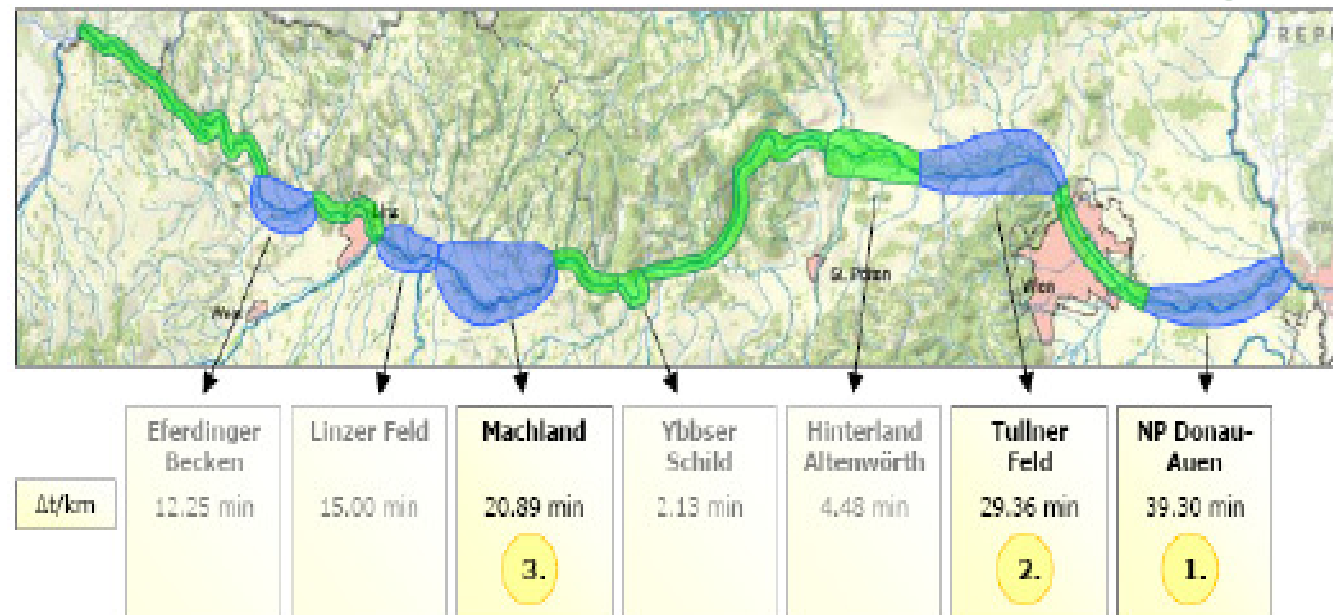 REP
Linz
Wels
St. Pölten
Wien
Eferdinger
Becken
Linzer Feld
Machland
Ybbser
Schild
Hinterland
Altenwörth
Tullner
Feld
NP Donau-
Auen
Δt/km
12.25 min
15.00 min
20.89 min
2.13 min
4.48 min
29.36 min
39.30 min
3.
2.
1.